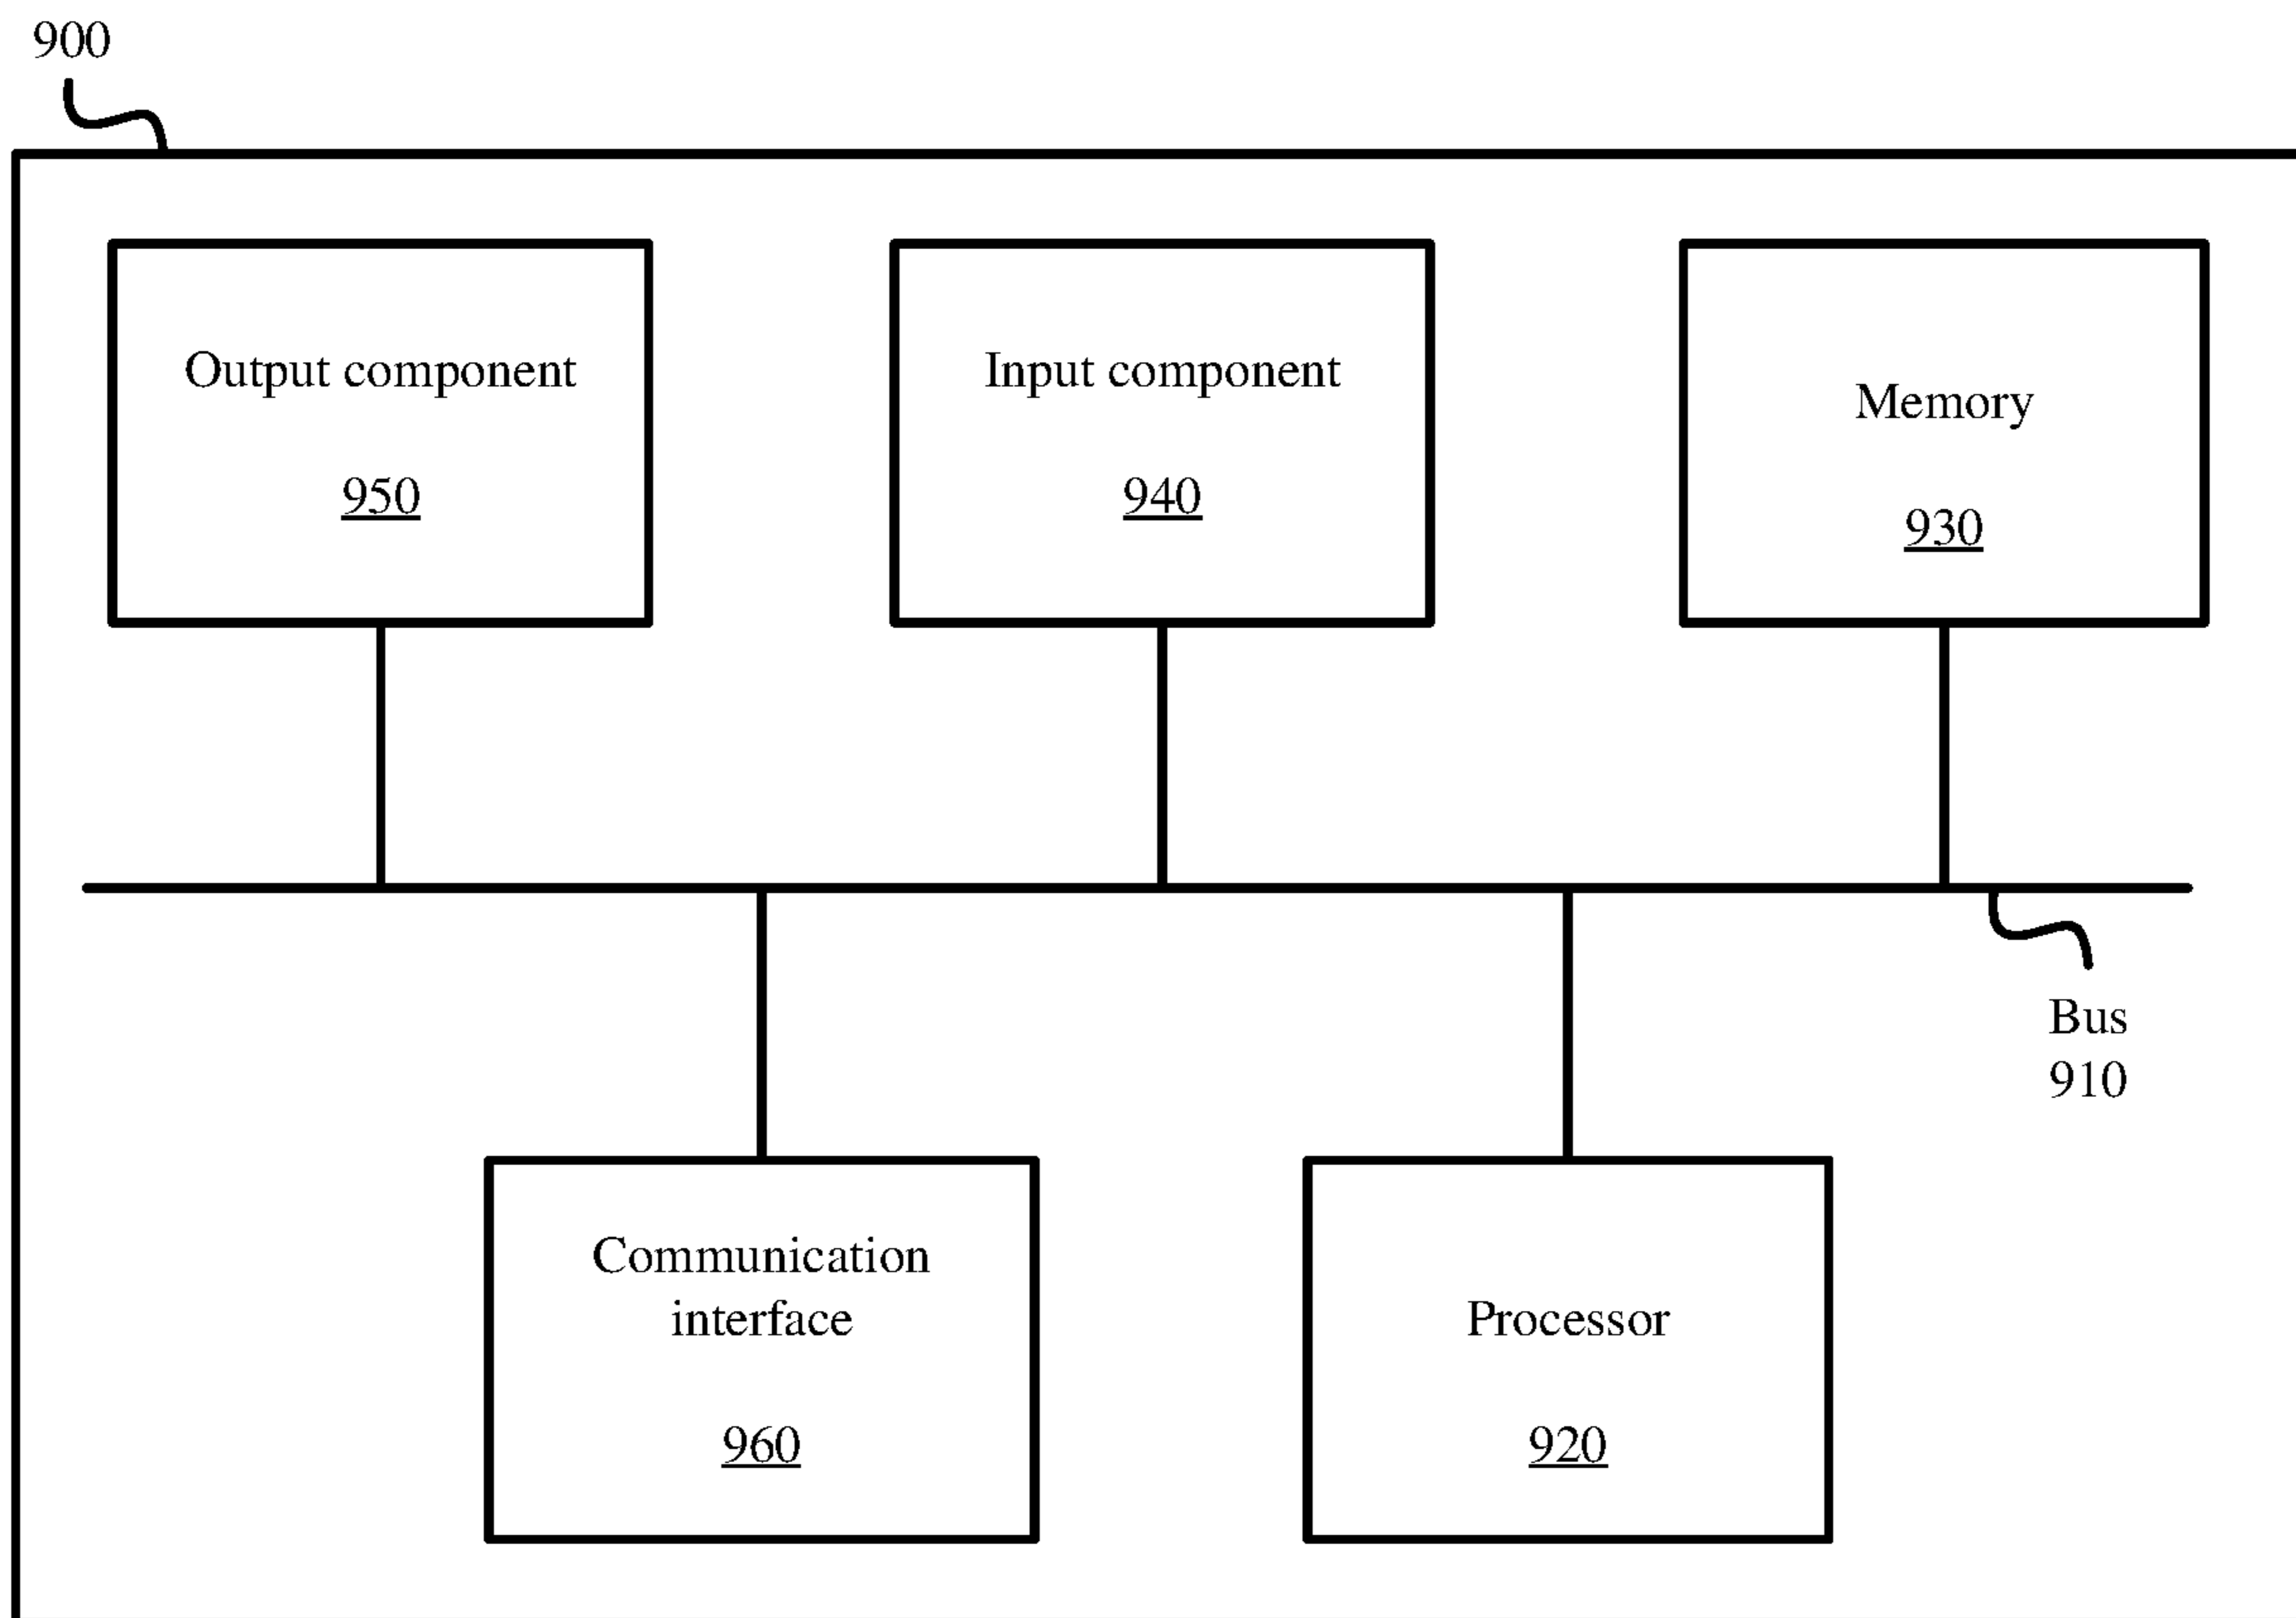 900
Output component
950
Input component
940
Memory
930
Bus
910
Communication
interface
960
Processor
920